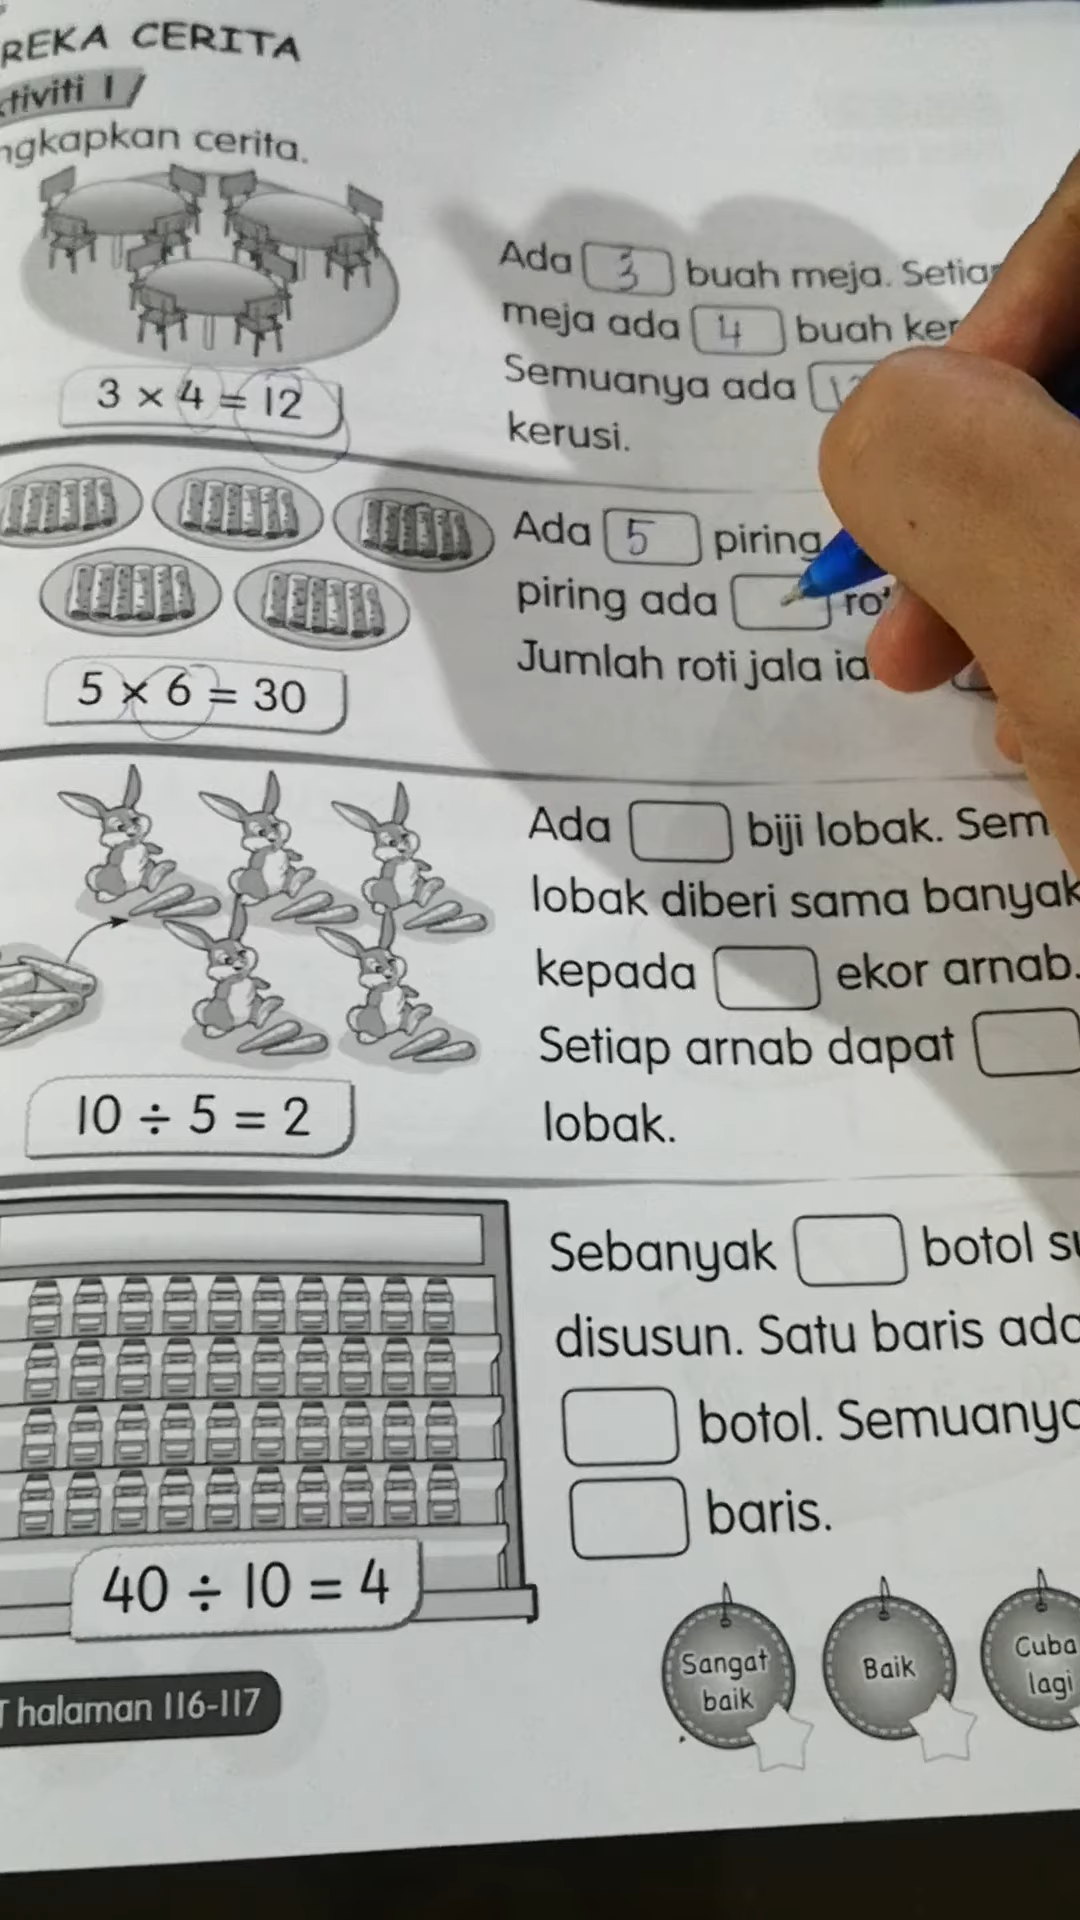 REKA CERITA
tiviti 1
ngkapkan cerita.
Ada 3 buah meja. Setia
meja ada 4 buah ker
Semuanya ada
kerusi.
3 × 4 = 12
Ada 5 piring
piring ada
Jumlah roti jala ia
5 × 6 = 30
Ada biji lobak. Sem
lobak diberi sama banyak
kepada ekor arnab.
Setiap arnab dapat
lobak.
10 ÷ 5 = 2
Sebanyak botol su
disusun. Satu baris ada
botol. Semuanya
baris.
40 ÷ 10 = 4
Sangat
baik
Baik
Cuba
lagi
T halaman 116-117